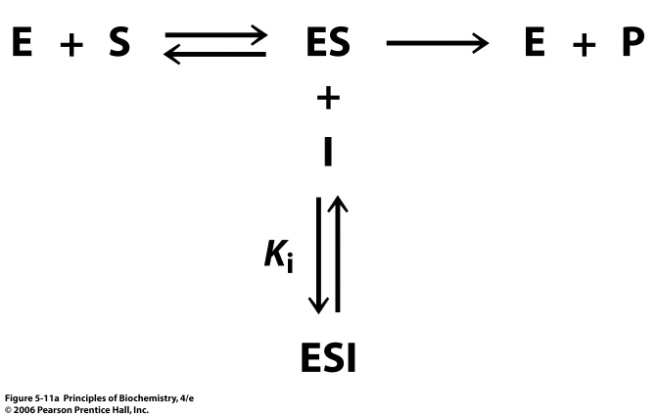 E + S ⇌ ES → E + P
+
I
Ki
ESI
Figure 5-11a Principles of Biochemistry, 4/e
© 2006 Pearson Prentice Hall, Inc.